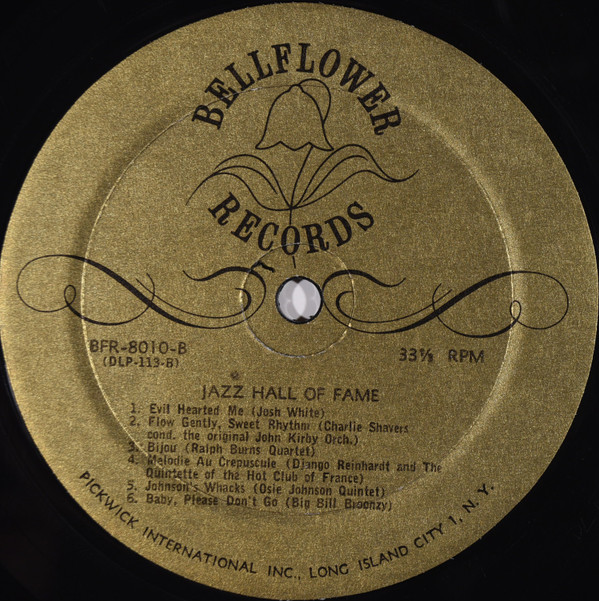 BELLFLOWER
RECORDS
BFR-8010-B
(DLP-113-B)
33⅓ RPM
JAZZ HALL OF FAME
1. Evil Hearted Me (Josh White)
2. Flow Gently, Sweet Rhythm (Charlie Shavers
cond. the original John Kirby Orch.)
3. Bijou (Ralph Burns Quartet)
4. Melodie Au Crepuscule (Django Reinhardt and The
Quintette of the Hot Club of France)
5. Johnson's Whacks (Osie Johnson Quintet)
6. Baby, Please Don't Go (Big Bill Broonzy)
PICKWICK INTERNATIONAL INC., LONG ISLAND CITY 1, N. Y.